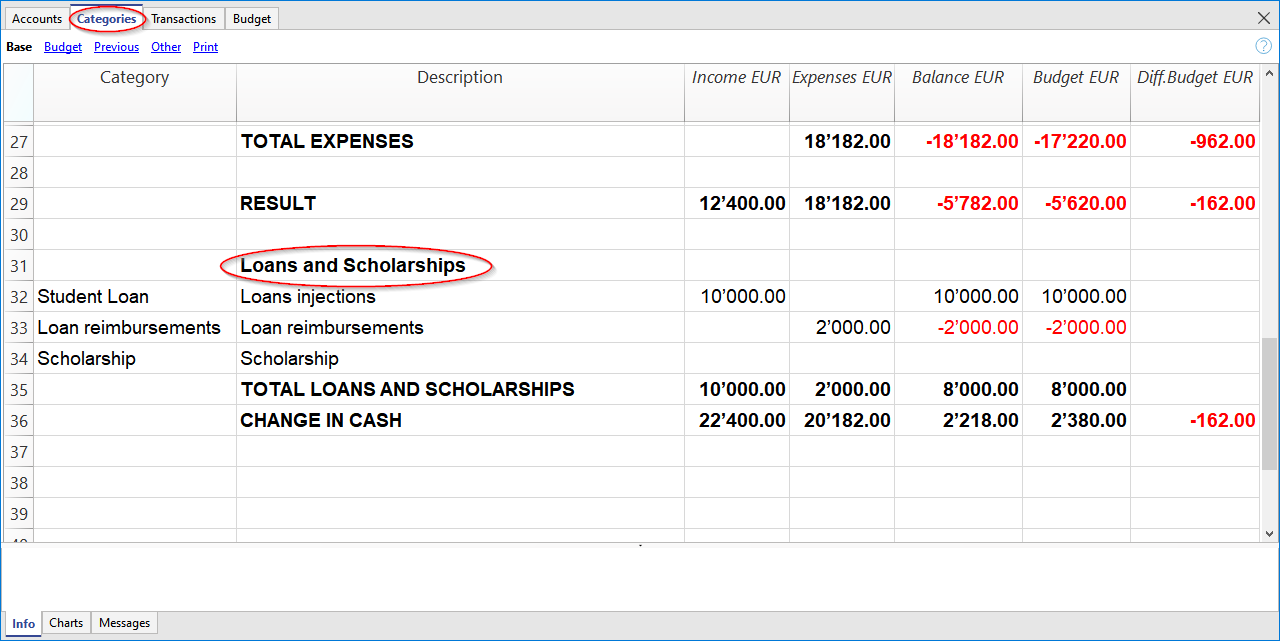 Accounts Categories Transactions Budget
Base Budget Previous Other Print
Category Description Income EUR Expenses EUR Balance EUR Budget EUR Diff.Budget EUR
27 TOTAL EXPENSES 18’182.00 -18’182.00 -17’220.00 -962.00
28
29 RESULT 12’400.00 18’182.00 -5’782.00 -5’620.00 -162.00
30
31 Loans and Scholarships
32 Student Loan Loans injections 10’000.00 10’000.00 10’000.00
33 Loan reimbursements Loan reimbursements 2’000.00 -2’000.00 -2’000.00
34 Scholarship Scholarship
35 TOTAL LOANS AND SCHOLARSHIPS 10’000.00 2’000.00 8’000.00 8’000.00
36 CHANGE IN CASH 22’400.00 20’182.00 2’218.00 2’380.00 -162.00
37
38
39
Info Charts Messages